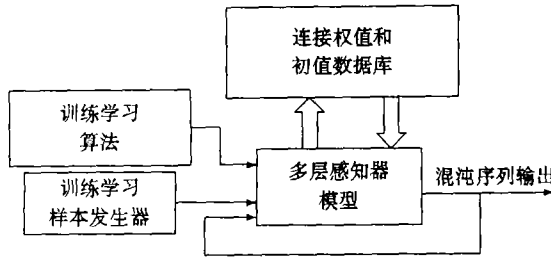 连接权值和
初值数据库
训练学习
算法
多层感知器
模型
训练学习
样本发生器
混沌序列输出